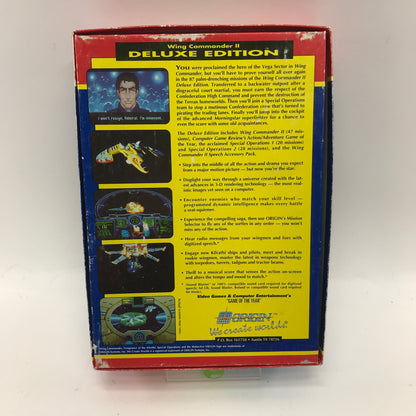 Wing Commander II
DELUXE EDITION
YOU were proclaimed the hero of the Vega Sector in Wing
Commander, but you'll have to prove yourself all over again
in the 87 palm-drenching missions of the Wing Commander II
Deluxe Edition. Transferred to a backwater outpost after a
disgraceful court martial, you must earn the respect of the
Confederation High Command and prevent the destruction of
the Terran homeworlds. Then you'll join a Special Operations
team to stop a mutinous Confederation crew that's turned to
pirating the trading lanes. Finally you'll jump into the cockpit
of the advanced Morningstar superfighter for a chance to
even the score with some old acquaintances.
I won't resign, Admiral. I'm innocent.
The Deluxe Edition includes Wing Commander II (47 mis-
sions), Computer Game Review's Action/Adventure Game of
the Year, the acclaimed Special Operations 1 (20 missions)
and Special Operations 2 (20 missions), and the Wing
Commander II Speech Accessory Pack.
• Step into the middle of all the action and drama you expect
from a major motion picture — but now you're the star.
• Dogfight your way through a universe created with the lat-
est advances in 3-D rendering technology — the most real-
istic images yet seen on a computer.
• Encounter enemies who match your skill level —
programmed dynamic intelligence makes every battle
a real squeaker.
• Experience the compelling saga, then use ORIGIN's Mission
Selector to fly any of the sorties in any order — you won't
miss any of the action.
• Hear radio messages from your wingmen and foes with
digitized speech.*
• Engage new Kilrathi ships and pilots, meet and break in
rookie wingmen, master the latest in weapons technology
with torpedoes, turrets, tailguns and tractor beams.
• Thrill to a musical score that senses the action on-screen
and alters the tempo and mood to match.*
Video Games & Computer Entertainment's
"GAME OF THE YEAR"
ORIGIN
We create worlds.
P.O. Box 161750 • Austin TX 78716